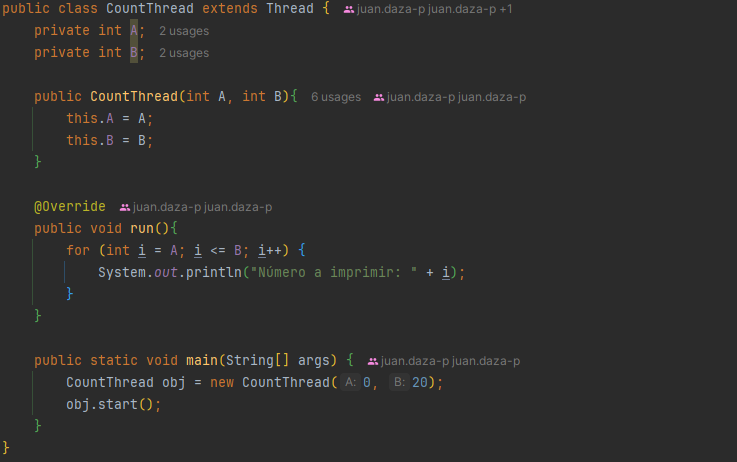 public class CountThread extends Thread { juan.daza-p juan.daza-p +1
    private int A; 2 usages
    private int B; 2 usages

    public CountThread(int A, int B){ 6 usages juan.daza-p juan.daza-p
        this.A = A;
        this.B = B;
    }

    @Override juan.daza-p juan.daza-p
    public void run(){
        for (int i = A; i <= B; i++) {
            System.out.println("Número a imprimir: " + i);
        }
    }

    public static void main(String[] args) { juan.daza-p juan.daza-p
        CountThread obj = new CountThread( A: 0, B: 20);
        obj.start();
    }
}